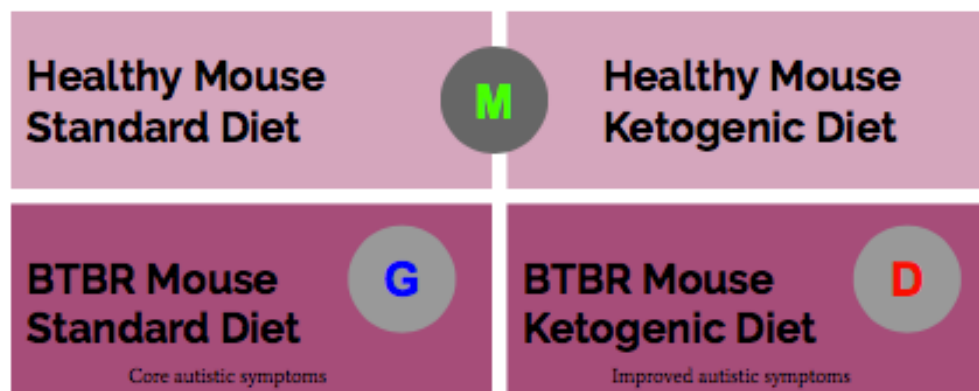 Healthy Mouse
Standard Diet
M
Healthy Mouse
Ketogenic Diet
BTBR Mouse
Standard Diet
G
Core autistic symptoms
BTBR Mouse
Ketogenic Diet
D
Improved autistic symptoms